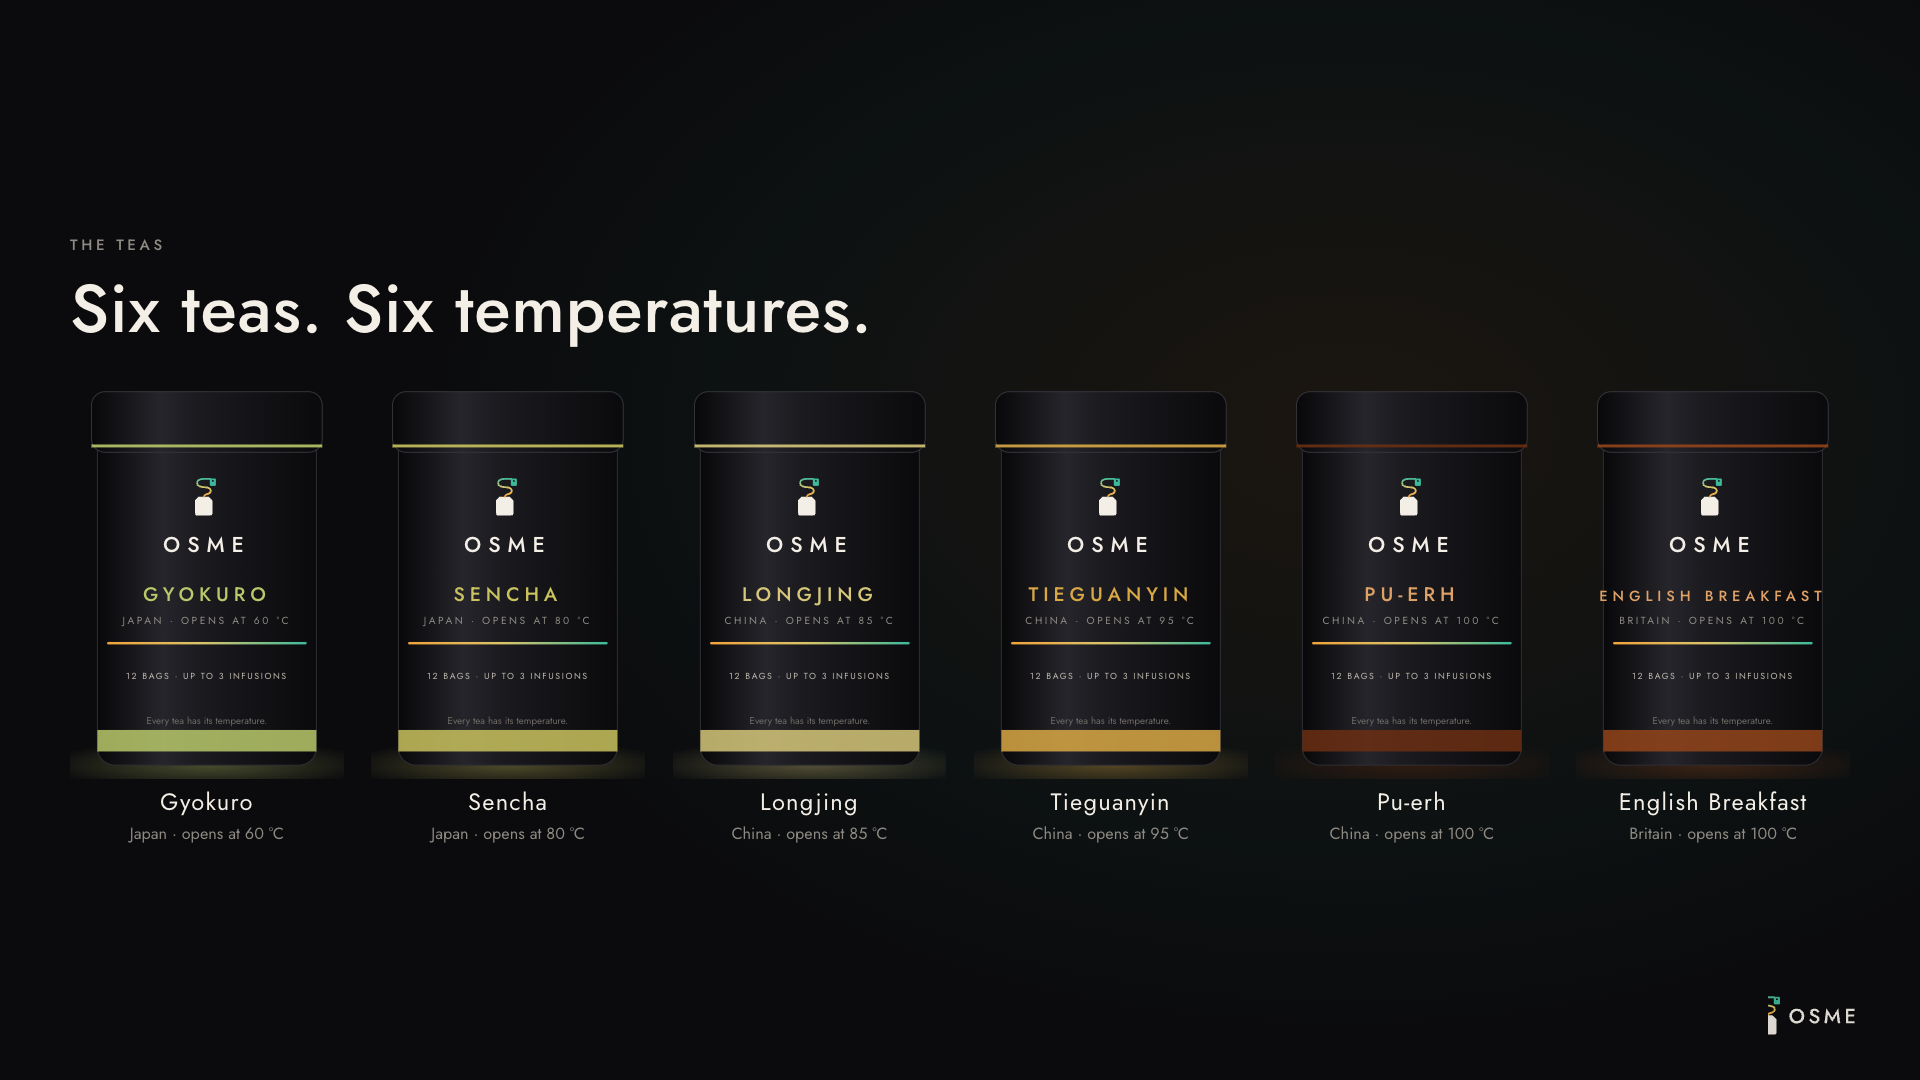 THE TEAS
Six teas. Six temperatures.
OSME
GYOKURO
JAPAN · OPENS AT 60 °C
12 BAGS · UP TO 3 INFUSIONS
Every tea has its temperature.
Gyokuro
Japan · opens at 60 °C
OSME
SENCHA
JAPAN · OPENS AT 80 °C
12 BAGS · UP TO 3 INFUSIONS
Every tea has its temperature.
Sencha
Japan · opens at 80 °C
OSME
LONGJING
CHINA · OPENS AT 85 °C
12 BAGS · UP TO 3 INFUSIONS
Every tea has its temperature.
Longjing
China · opens at 85 °C
OSME
TIEGUANYIN
CHINA · OPENS AT 95 °C
12 BAGS · UP TO 3 INFUSIONS
Every tea has its temperature.
Tieguanyin
China · opens at 95 °C
OSME
PU-ERH
CHINA · OPENS AT 100 °C
12 BAGS · UP TO 3 INFUSIONS
Every tea has its temperature.
Pu-erh
China · opens at 100 °C
OSME
ENGLISH BREAKFAST
BRITAIN · OPENS AT 100 °C
12 BAGS · UP TO 3 INFUSIONS
Every tea has its temperature.
English Breakfast
Britain · opens at 100 °C
OSME